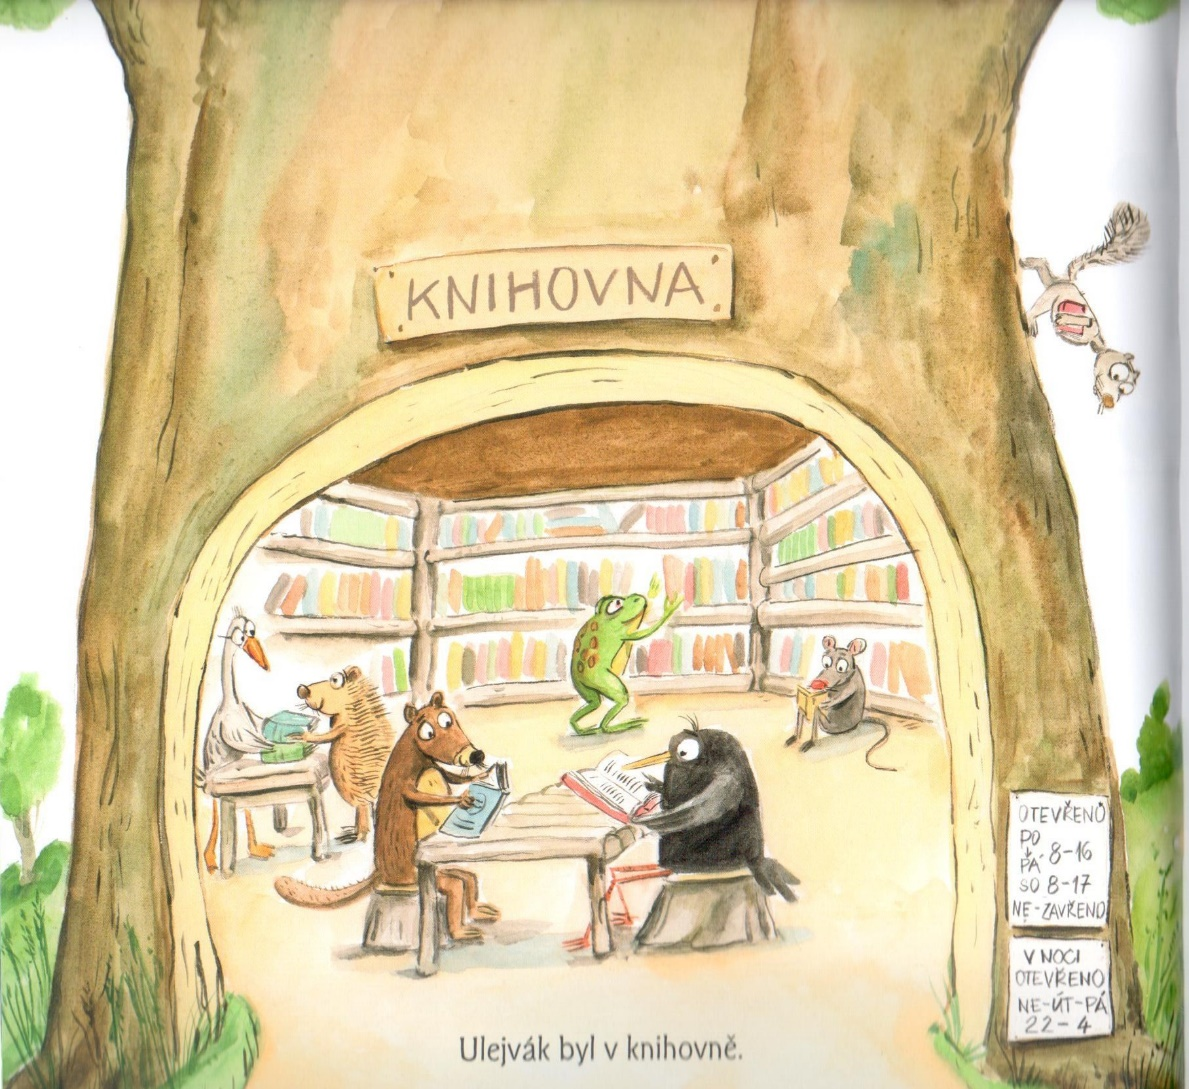 KNIHOVNA
OTEVŘENO
PO
↓ 8-16
PÁ
SO 8-17
NE-ZAVŘENO
V NOCI
OTEVŘENO
NE-ÚT-PÁ
22-4
Ulejvák byl v knihovně.